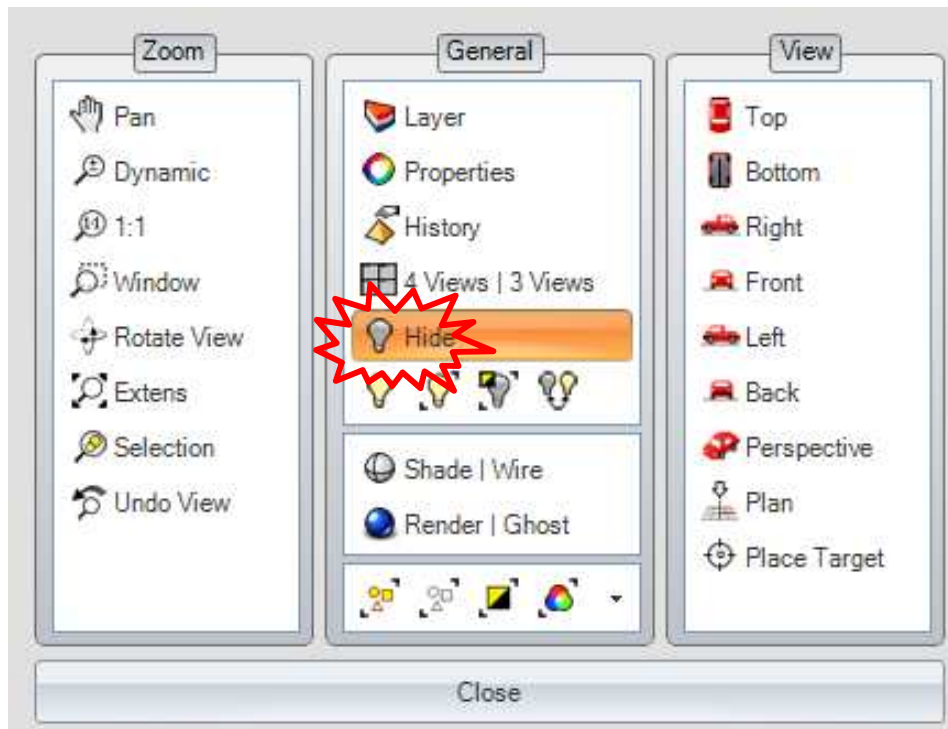 Zoom
Pan
Dynamic
1:1
Window
Rotate View
Extens
Selection
Undo View
General
Layer
Properties
History
4 Views | 3 Views
Hide
Shade | Wire
Render | Ghost
View
Top
Bottom
Right
Front
Left
Back
Perspective
Plan
Place Target
Close